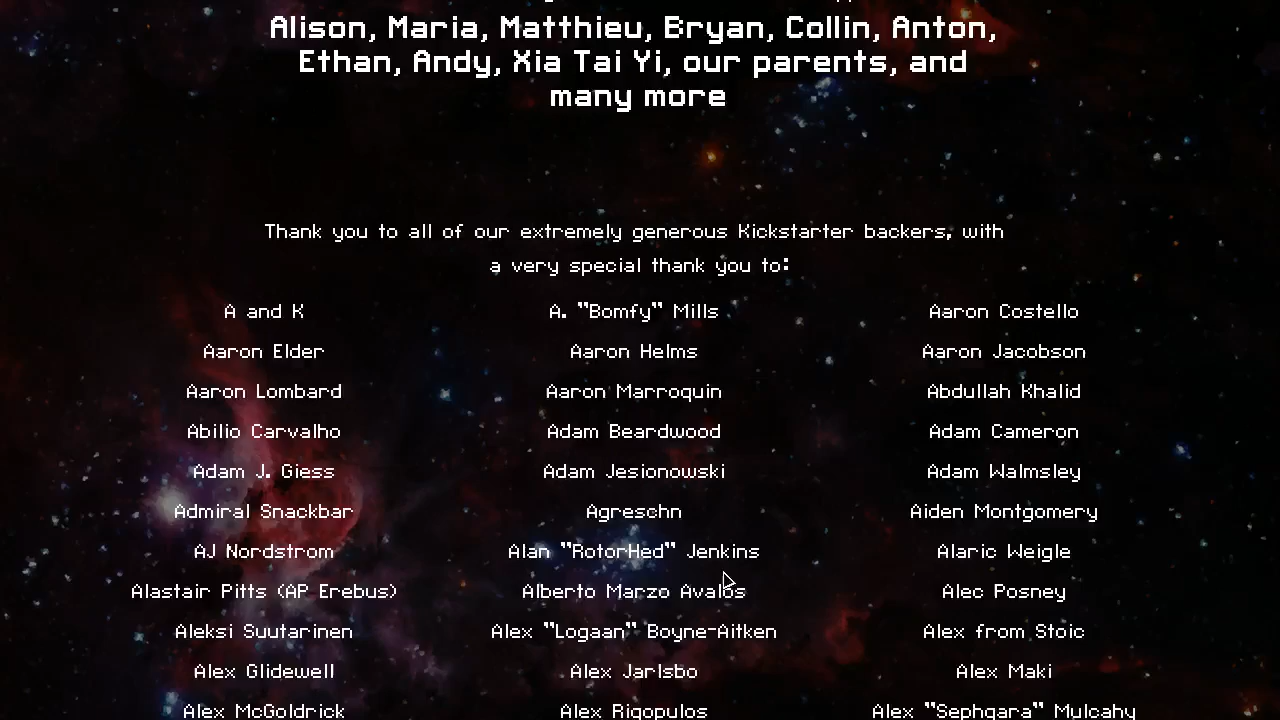 Alison, Maria, Matthieu, Bryan, Collin, Anton,
Ethan, Andy, Xia Tai Yi, our parents, and
many more
Thank you to all of our extremely generous Kickstarter backers, with
a very special thank you to:
A and K A. "Bomfy" Mills Aaron Costello
Aaron Elder Aaron Helms Aaron Jacobson
Aaron Lombard Aaron Marroquin Abdullah Khalid
Abilio Carvalho Adam Beardwood Adam Cameron
Adam J. Giess Adam Jesionowski Adam Walmsley
Admiral Snackbar Agreschn Aiden Montgomery
AJ Nordstrom Alan "RotorHed" Jenkins Alaric Weigle
Alastair Pitts (AP Erebus) Alberto Marzo Avalos Alec Posney
Aleksi Suutarinen Alex "Logaan" Boyne-Aitken Alex from Stoic
Alex Glidewell Alex Jarlsbo Alex Maki
Alex McGoldrick Alex Rigopulos Alex "Sephgara" Mulcahy